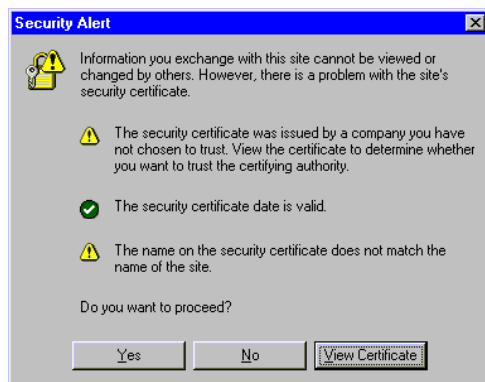 Security Alert
Information you exchange with this site cannot be viewed or
changed by others. However, there is a problem with the site's
security certificate.
The security certificate was issued by a company you have
not chosen to trust. View the certificate to determine whether
you want to trust the certifying authority.
The security certificate date is valid.
The name on the security certificate does not match the
name of the site.
Do you want to proceed?
Yes No View Certificate